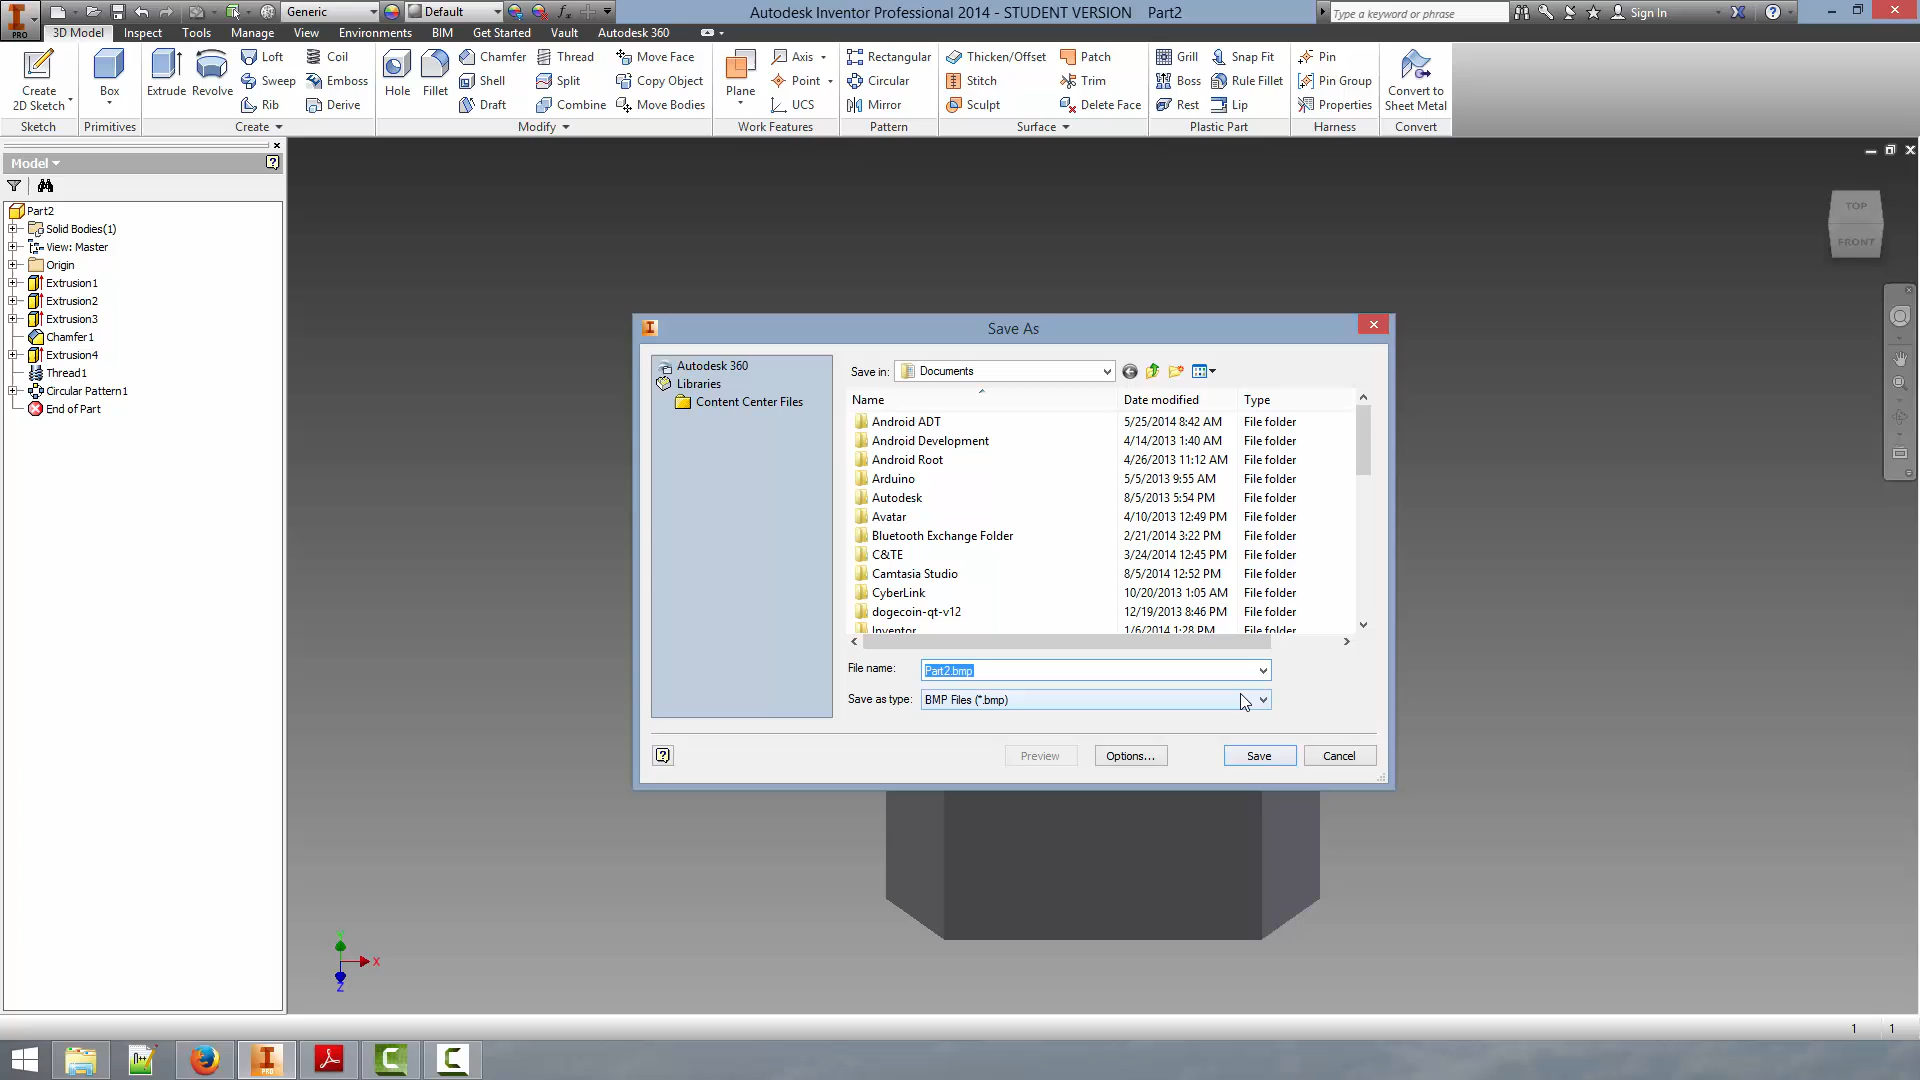 Generic
Default
Autodesk Inventor Professional 2014 - STUDENT VERSION Part2
Type a keyword or phrase
Sign In
PRO
3D Model Inspect Tools Manage View Environments BIM Get Started Vault Autodesk 360
Create
2D Sketch
Box
Extrude
Revolve
Loft
Sweep
Rib
Coil
Emboss
Derive
Hole
Fillet
Chamfer
Shell
Draft
Thread
Split
Combine
Move Face
Copy Object
Move Bodies
Plane
Axis
Point
UCS
Rectangular
Circular
Mirror
Thicken/Offset
Stitch
Sculpt
Patch
Trim
Delete Face
Grill
Boss
Rest
Snap Fit
Rule Fillet
Lip
Pin
Pin Group
Properties
Convert to
Sheet Metal
Sketch Primitives Create Modify Work Features Pattern Surface Plastic Part Harness Convert
Model
Part2
Solid Bodies(1)
View: Master
Origin
Extrusion1
Extrusion2
Extrusion3
Chamfer1
Extrusion4
Thread1
Circular Pattern1
End of Part
TOP
FRONT
Save As
Autodesk 360
Libraries
Content Center Files
Save in: Documents
Name Date modified Type
Android ADT 5/25/2014 8:42 AM File folder
Android Development 4/14/2013 1:40 AM File folder
Android Root 4/26/2013 11:12 AM File folder
Arduino 5/5/2013 9:55 AM File folder
Autodesk 8/5/2013 5:54 PM File folder
Avatar 4/10/2013 12:49 PM File folder
Bluetooth Exchange Folder 2/21/2014 3:22 PM File folder
C&TE 3/24/2014 12:45 PM File folder
Camtasia Studio 8/5/2014 12:52 PM File folder
CyberLink 10/20/2013 1:05 AM File folder
dogecoin-qt-v12 12/19/2013 8:46 PM File folder
Inventor 1/6/2014 1:28 PM File folder
File name: Part2.bmp
Save as type: BMP Files (*.bmp)
Preview Options... Save Cancel
X
Z
1 1
PRO